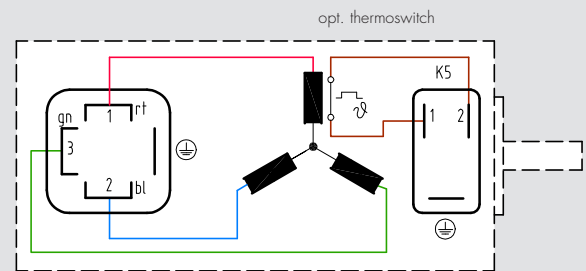 opt. thermoswitch
K5
gn
1
rt
3
2
bl
1
2
ϑ